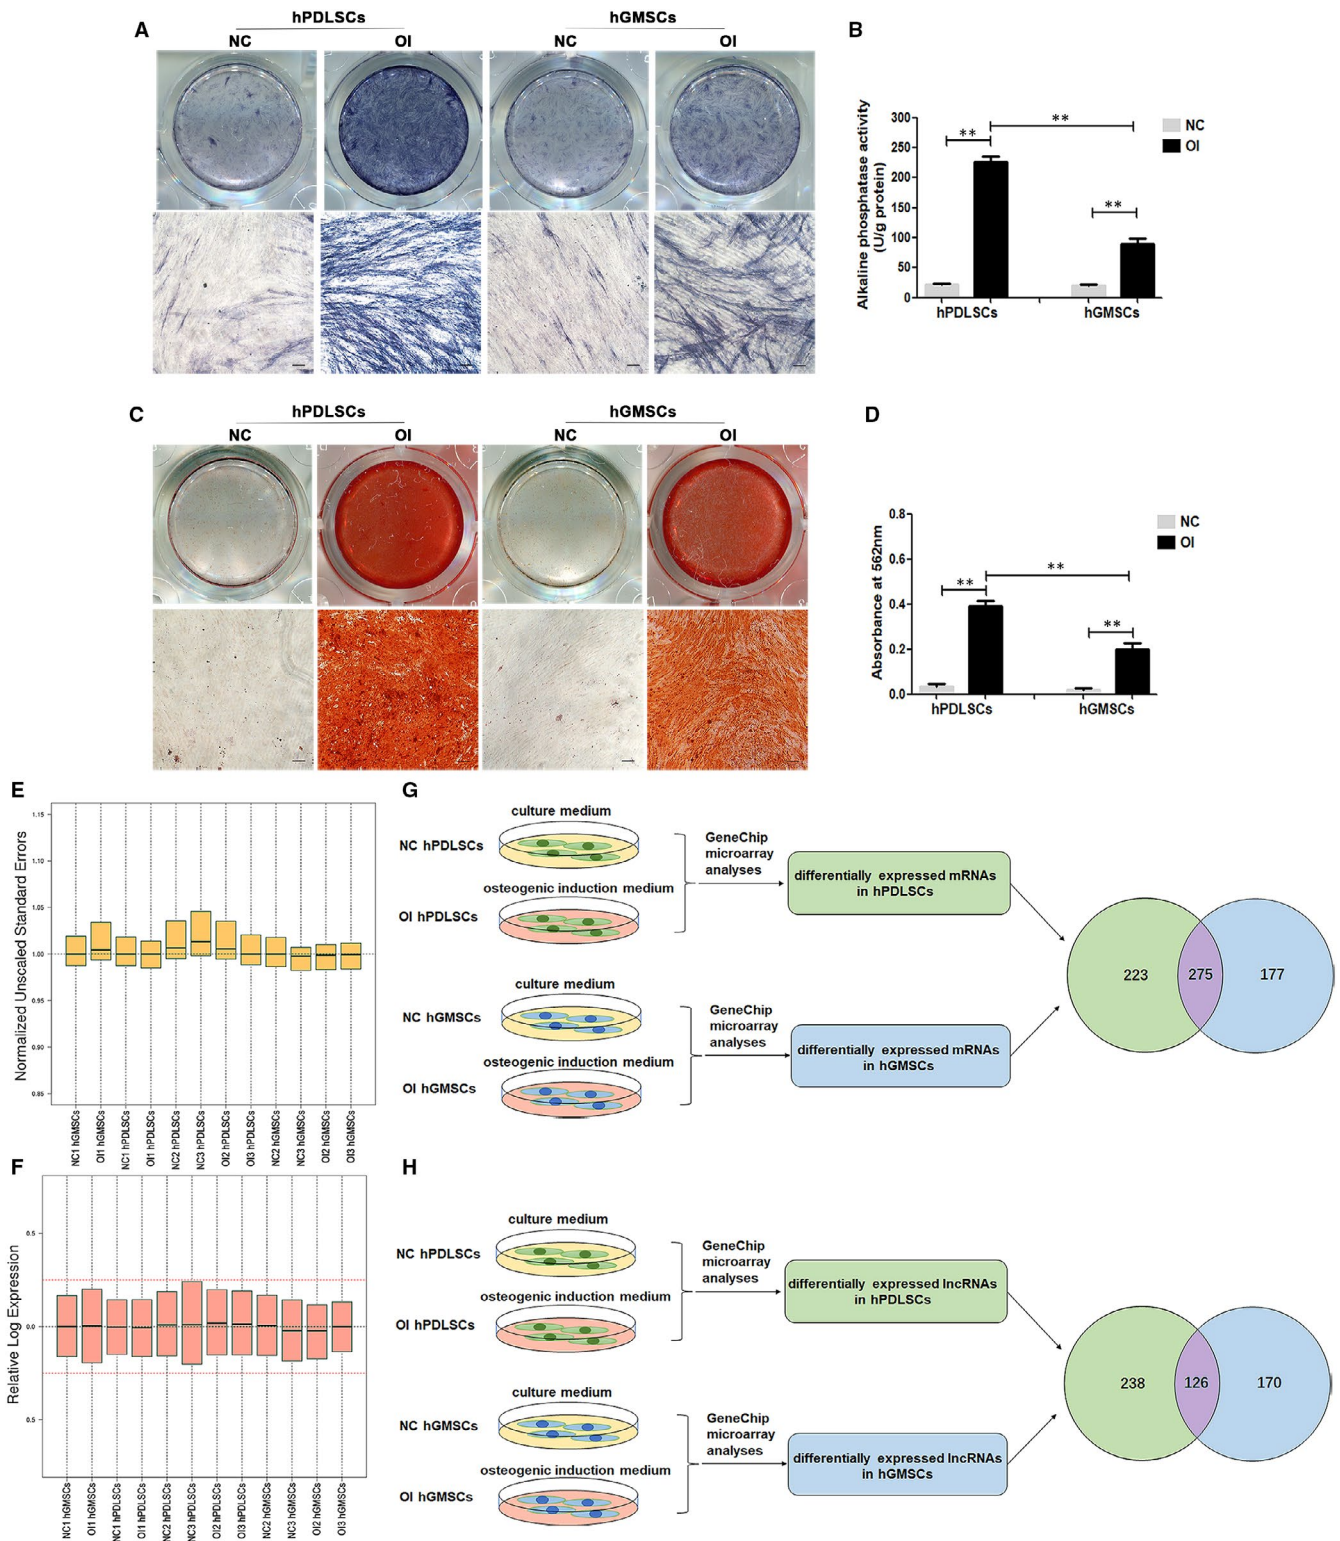 A
hPDLSCs
hGMSCs
NC
OI
NC
OI
B
Alkaline phosphatase activity
(U/g protein)
300
250
200
150
100
50
0
**
**
**
NC
OI
hPDLSCs
hGMSCs
C
hPDLSCs
hGMSCs
NC
OI
NC
OI
D
Absorbance at 562nm
0.8
0.6
0.4
0.2
0.0
**
**
**
NC
OI
hPDLSCs
hGMSCs
E
Normalized Unscaled Standard Errors
1.15
1.10
1.05
1.00
0.95
0.90
0.85
NC1 hGMSCs
OI1 hGMSCs
NC1 hPDLSCs
OI1 hPDLSCs
NC2 hPDLSCs
NC3 hPDLSCs
OI2 hPDLSCs
OI3 hPDLSCs
NC2 hGMSCs
NC3 hGMSCs
OI2 hGMSCs
OI3 hGMSCs
F
Relative Log Expression
0.5
0.0
0.5
NC1 hGMSCs
OI1 hGMSCs
NC1 hPDLSCs
OI1 hPDLSCs
NC2 hPDLSCs
NC3 hPDLSCs
OI2 hPDLSCs
OI3 hPDLSCs
NC2 hGMSCs
NC3 hGMSCs
OI2 hGMSCs
OI3 hGMSCs
G
culture medium
NC hPDLSCs
osteogenic induction medium
OI hPDLSCs
GeneChip
microarray
analyses
differentially expressed mRNAs
in hPDLSCs
culture medium
NC hGMSCs
osteogenic induction medium
OI hGMSCs
GeneChip
microarray
analyses
differentially expressed mRNAs
in hGMSCs
223
275
177
H
culture medium
NC hPDLSCs
osteogenic induction medium
OI hPDLSCs
GeneChip
microarray
analyses
differentially expressed lncRNAs
in hPDLSCs
culture medium
NC hGMSCs
osteogenic induction medium
OI hGMSCs
GeneChip
microarray
analyses
differentially expressed lncRNAs
in hGMSCs
238
126
170